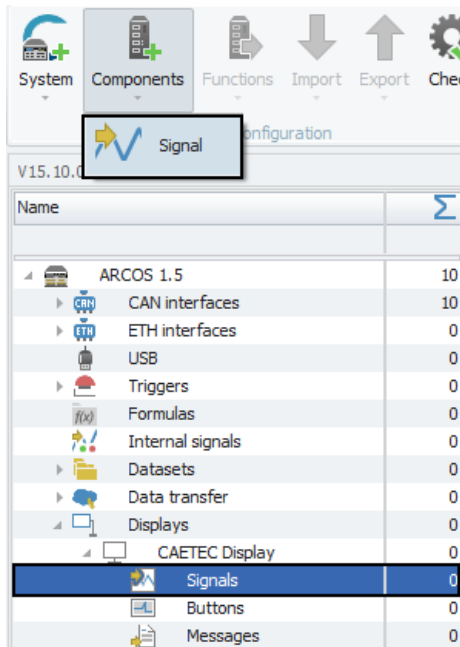 System Components Functions Import Export Che
Signal
onfiguration
V15.10.0
Name Σ
ARCOS 1.5 10
CAN CAN interfaces 10
ETH ETH interfaces 0
USB 0
Triggers 0
f(x) Formulas 0
Internal signals 0
Datasets 0
Data transfer 0
Displays 0
CAETEC Display 0
Signals 0
Buttons 0
Messages 0